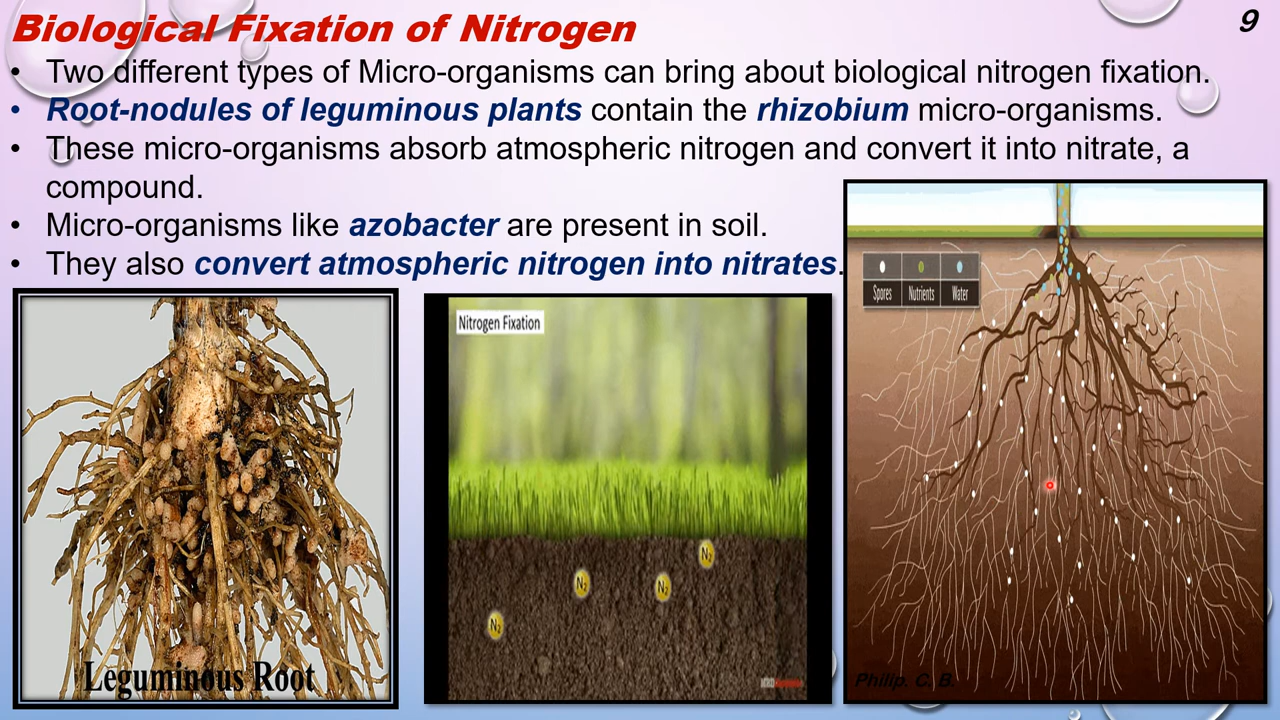 Biological Fixation of Nitrogen
9
• Two different types of Micro-organisms can bring about biological nitrogen fixation.
• Root-nodules of leguminous plants contain the rhizobium micro-organisms.
• These micro-organisms absorb atmospheric nitrogen and convert it into nitrate, a
compound.
• Micro-organisms like azobacter are present in soil.
• They also convert atmospheric nitrogen into nitrates.
Leguminous Root
Nitrogen Fixation
N₂
N₂
N₂
N₂
Spores Nutrients Water
Philip. C. B.